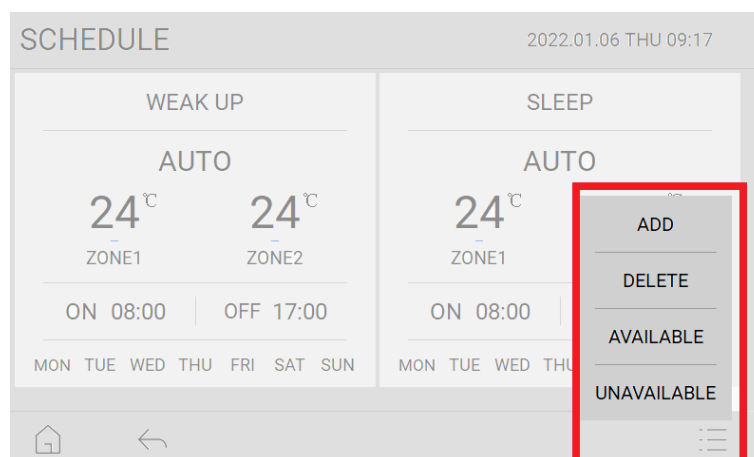 SCHEDULE
2022.01.06 THU 09:17
WEAK UP
AUTO
24℃ 24℃
ZONE1 ZONE2
ON 08:00 OFF 17:00
MON TUE WED THU FRI SAT SUN
SLEEP
AUTO
24℃
ZONE1
ON 08:00
MON TUE WED THU
ADD
DELETE
AVAILABLE
UNAVAILABLE